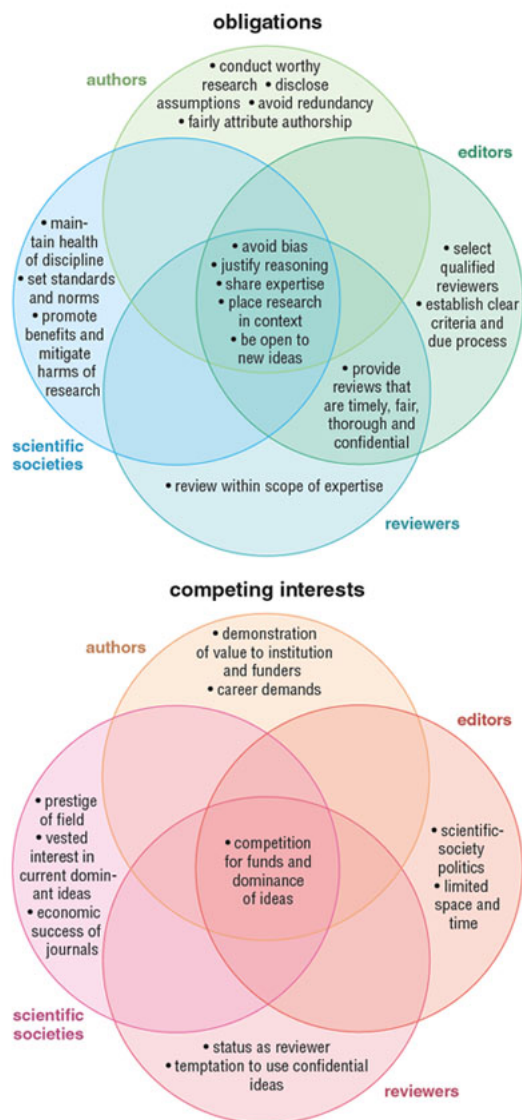 obligations
authors
• conduct worthy
research • disclose
assumptions • avoid redundancy
• fairly attribute authorship
editors
• main-
tain health
of discipline
• set standards
and norms
• promote
benefits and
mitigate
harms of
research
• avoid bias
• justify reasoning
• share expertise
• place research
in context
• be open to
new ideas
• select
qualified
reviewers
• establish clear
criteria and
due process
• provide
reviews that
are timely, fair,
thorough and
confidential
scientific
societies
• review within scope of expertise
reviewers
competing interests
authors
• demonstration
of value to institution
and funders
• career demands
editors
• prestige
of field
• vested
interest in
current domin-
ant ideas
• economic
success of
journals
• competition
for funds and
dominance
of ideas
• scientific-
society
politics
• limited
space and
time
scientific
societies
• status as reviewer
• temptation to use confidential
ideas
reviewers